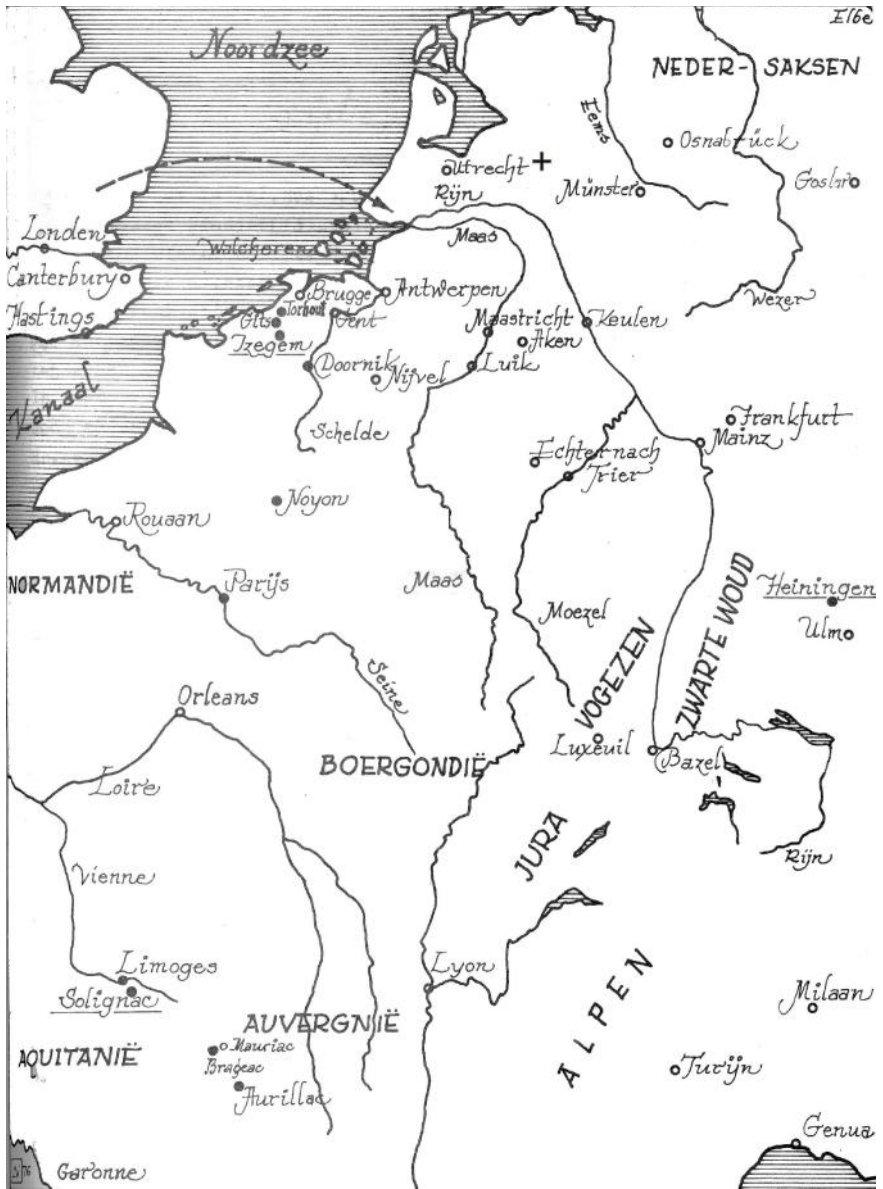 Elbe
Noordzee
NEDER-SAKSEN
Eems
Osnabrück
Utrecht
Rijn
Münster
Goslar
Londen
Walcheren
Maas
Canterbury
Brugge
Antwerpen
Wezer
Hastings
Torhout
Gits
Gent
Maastricht
Keulen
Izegem
Aken
Doornik
Nijvel
Luik
Kanaal
Frankfurt
Schelde
Mainz
Echternach
Trier
Noyon
Rouaan
NORMANDIË
Parijs
Maas
Heiningen
Moezel
Ulm
VOGEZEN
ZWARTE WOUD
Seine
Orleans
Luxeuil
BOERGONDIË
Bazel
Loire
JURA
Rijn
Vienne
Limoges
Lyon
Solignac
ALPEN
Milaan
AUVERGNIË
Mauriac
AQUITANIË
Brageac
Turijn
Aurillac
Genua
Garonne